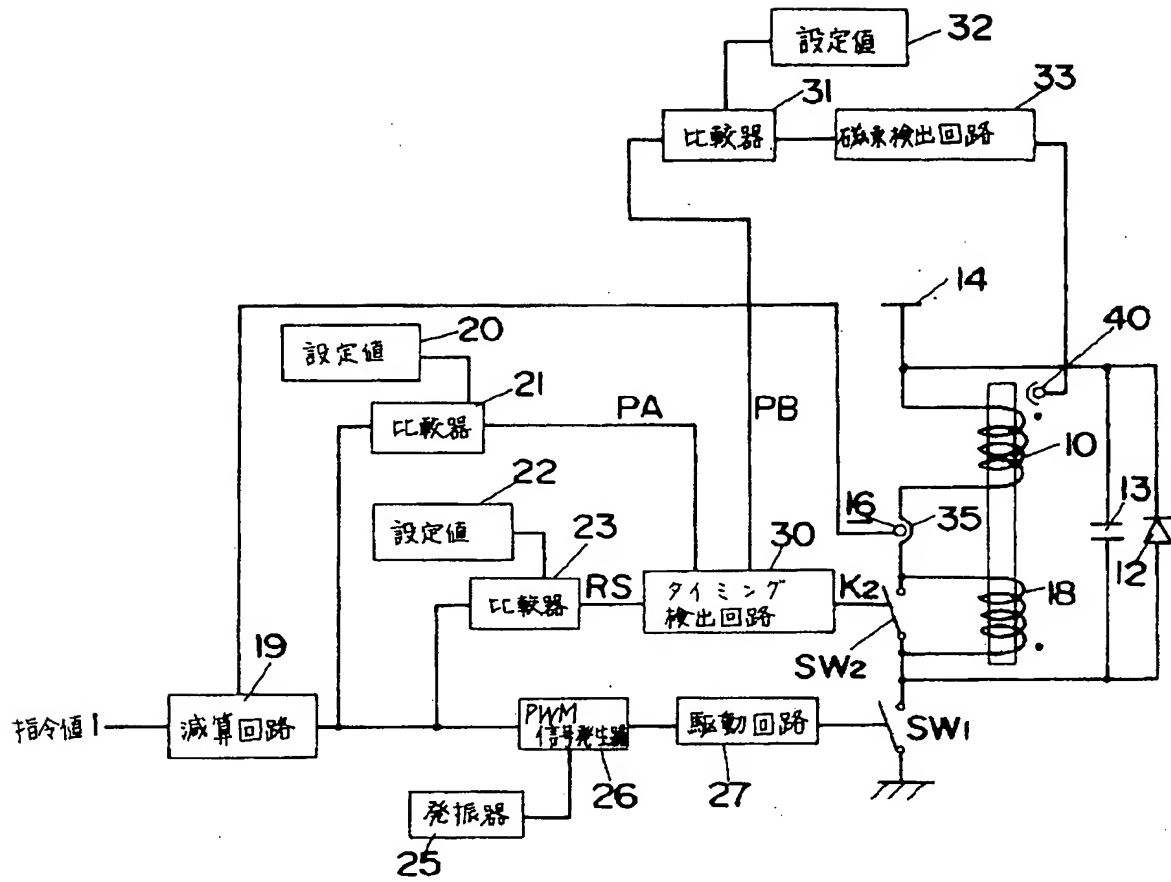 設定値
32
31
33
比較器
磁束検出回路
14
40
20
設定値
21
比較器
PA
PB
10
13
22
設定値
16
35
23
30
12
比較器
RS
タイミング
検出回路
K2
18
SW2
19
指令値I
減算回路
PWM
信号発生器
駆動回路
SW1
26
27
発振器
25